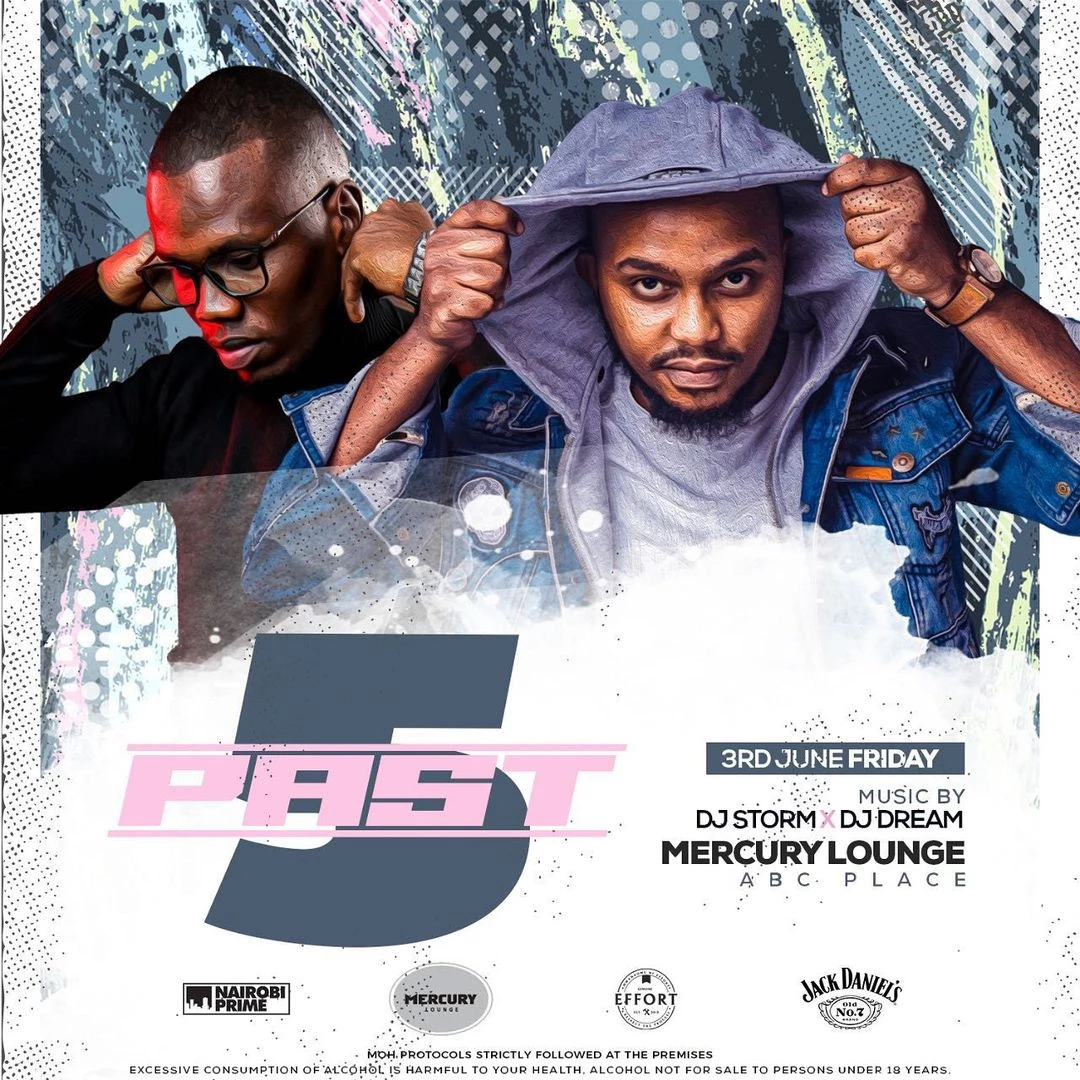 5
PAST
3RD JUNE FRIDAY
MUSIC BY
DJ STORM X DJ DREAM
MERCURY LOUNGE
ABC PLACE
NAIROBI
PRIME
MERCURY
LOUNGE
GENUINE
EFFORT
JACK DANIEL'S
Old
No.7
BRAND
MOH PROTOCOLS STRICTLY FOLLOWED AT THE PREMISES
EXCESSIVE CONSUMPTION OF ALCOHOL IS HARMFUL TO YOUR HEALTH, ALCOHOL NOT FOR SALE TO PERSONS UNDER 18 YEARS.